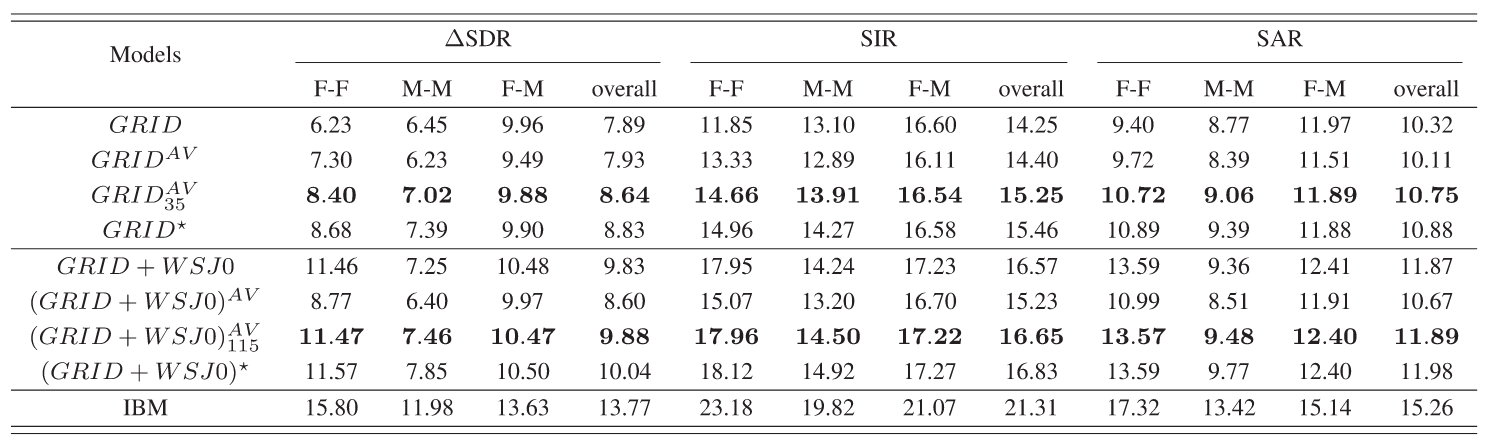 Models ΔSDR SIR SAR
F-F M-M F-M overall F-F M-M F-M overall F-F M-M F-M overall
GRID 6.23 6.45 9.96 7.89 11.85 13.10 16.60 14.25 9.40 8.77 11.97 10.32
GRID^AV 7.30 6.23 9.49 7.93 13.33 12.89 16.11 14.40 9.72 8.39 11.51 10.11
GRID^AV_35 8.40 7.02 9.88 8.64 14.66 13.91 16.54 15.25 10.72 9.06 11.89 10.75
GRID⋆ 8.68 7.39 9.90 8.83 14.96 14.27 16.58 15.46 10.89 9.39 11.88 10.88
GRID + WSJ0 11.46 7.25 10.48 9.83 17.95 14.24 17.23 16.57 13.59 9.36 12.41 11.87
(GRID + WSJ0)^AV 8.77 6.40 9.97 8.60 15.07 13.20 16.70 15.23 10.99 8.51 11.91 10.67
(GRID + WSJ0)^AV_115 11.47 7.46 10.47 9.88 17.96 14.50 17.22 16.65 13.57 9.48 12.40 11.89
(GRID + WSJ0)⋆ 11.57 7.85 10.50 10.04 18.12 14.92 17.27 16.83 13.59 9.77 12.40 11.98
IBM 15.80 11.98 13.63 13.77 23.18 19.82 21.07 21.31 17.32 13.42 15.14 15.26